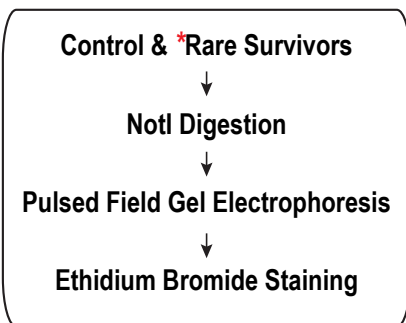 Control & *Rare Survivors
NotI Digestion
Pulsed Field Gel Electrophoresis
Ethidium Bromide Staining